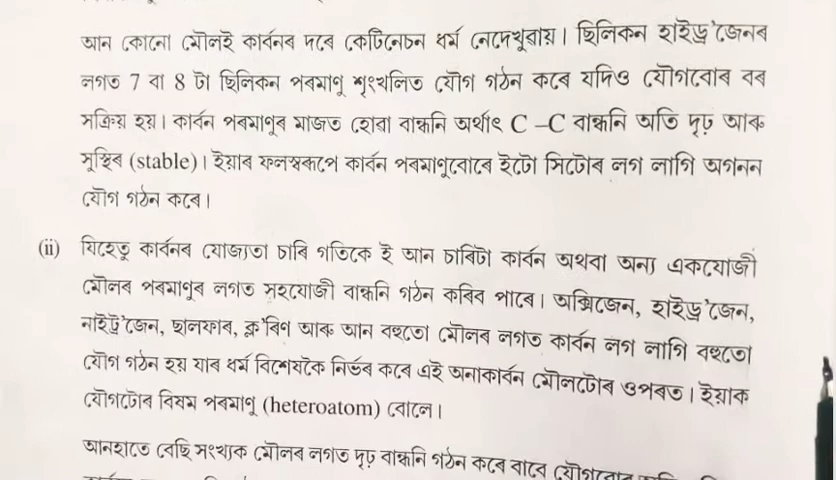 আন কোনো মৌলই কাৰ্বনৰ দৰে কেটিনেচন ধৰ্ম নেদেখুৱায়। ছিলিকন হাইড্ৰ'জেনৰ
লগত 7 বা 8 টা ছিলিকন পৰমাণু শৃংখলিত যৌগ গঠন কৰে যদিও যৌগবোৰ বৰ
সক্ৰিয় হয়। কাৰ্বন পৰমাণুৰ মাজত হোৱা বান্ধনি অৰ্থাৎ C –C বান্ধনি অতি দৃঢ় আৰু
সুস্থিৰ (stable)। ইয়াৰ ফলস্বৰূপে কাৰ্বন পৰমাণুবোৰে ইটো সিটোৰ লগ লাগি অগনন
যৌগ গঠন কৰে।
(ii) যিহেতু কাৰ্বনৰ যোজ্যতা চাৰি গতিকে ই আন চাৰিটা কাৰ্বন অথবা অন্য একযোজী
মৌলৰ পৰমাণুৰ লগত সহযোজী বান্ধনি গঠন কৰিব পাৰে। অক্সিজেন, হাইড্ৰ'জেন,
নাইট্ৰ'জেন, ছালফাৰ, ক্ল'ৰিণ আৰু আন বহুতো মৌলৰ লগত কাৰ্বন লগ লাগি বহুতো
যৌগ গঠন হয় যাৰ ধৰ্ম বিশেষকৈ নিৰ্ভৰ কৰে এই অনাকাৰ্বন মৌলটোৰ ওপৰত। ইয়াক
যৌগটোৰ বিষম পৰমাণু (heteroatom) বোলে।
আনহাতে বেছি সংখ্যক মৌলৰ লগত দৃঢ় বান্ধনি গঠন কৰে বাবে যৌগবোৰ